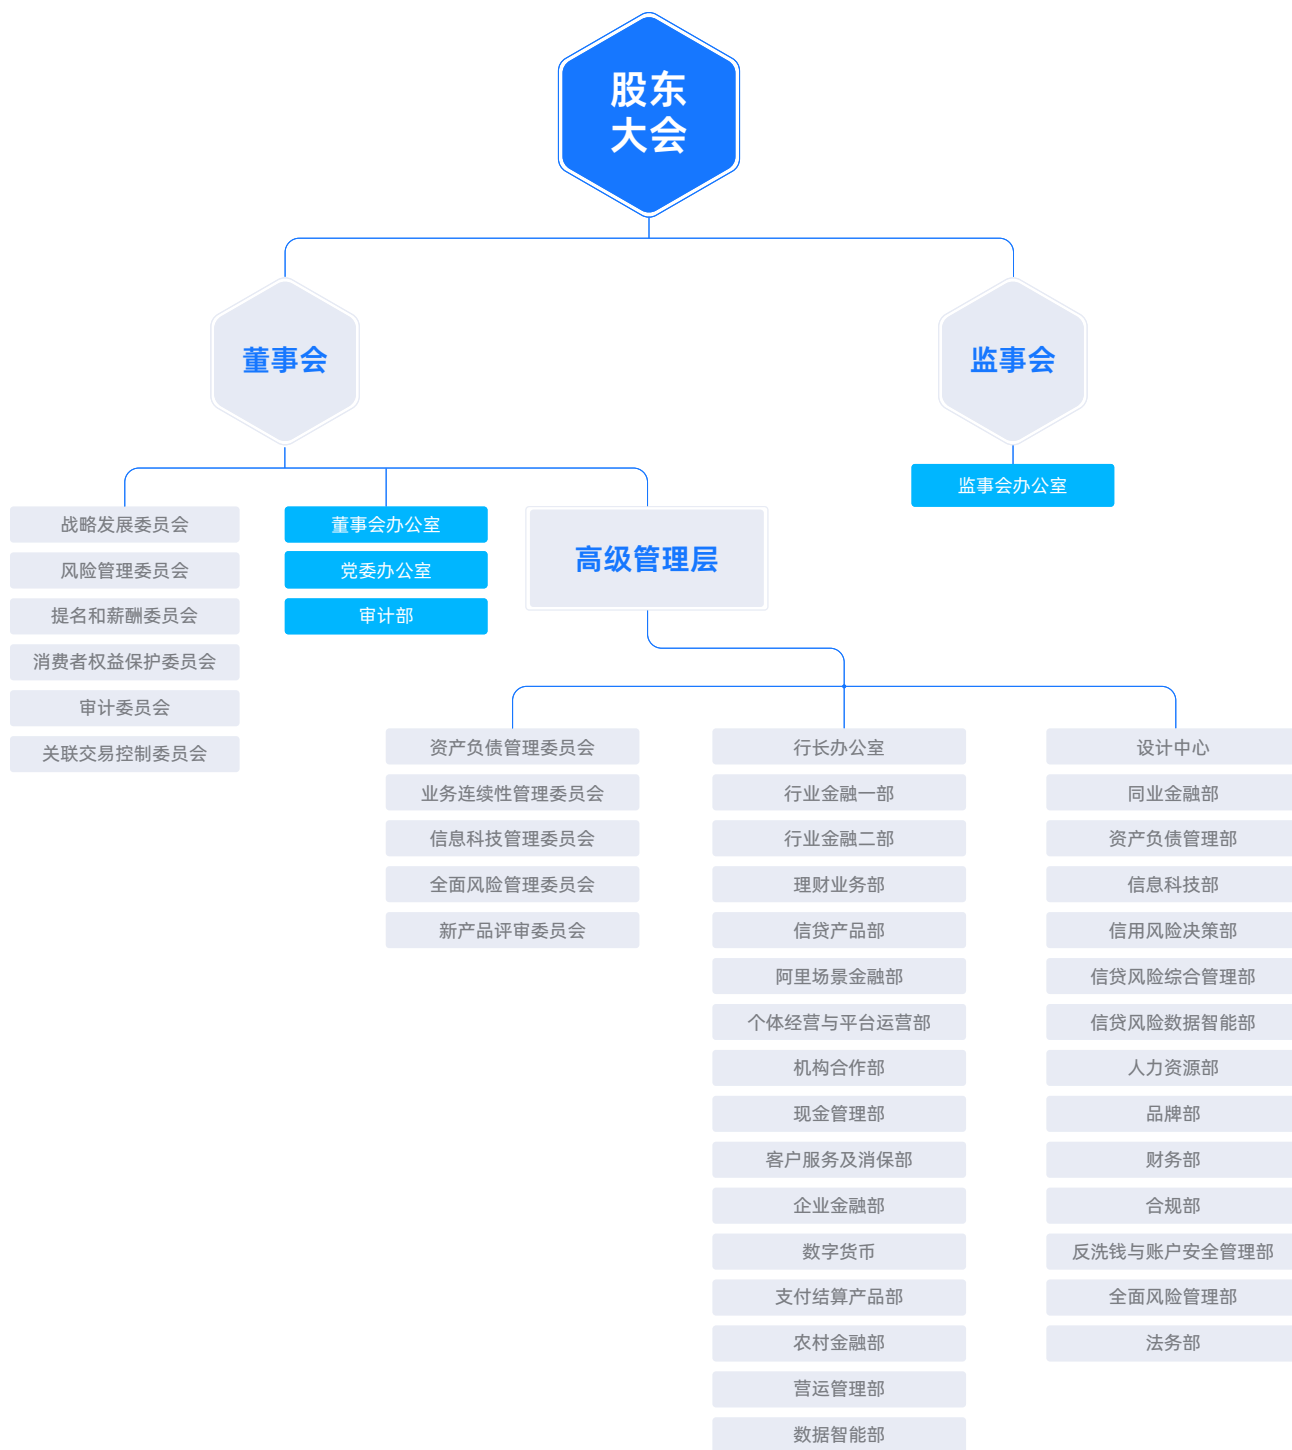 股东
大会
董事会
监事会
监事会办公室
战略发展委员会
风险管理委员会
提名和薪酬委员会
消费者权益保护委员会
审计委员会
关联交易控制委员会
董事会办公室
党委办公室
审计部
高级管理层
资产负债管理委员会
业务连续性管理委员会
信息科技管理委员会
全面风险管理委员会
新产品评审委员会
行长办公室
行业金融一部
行业金融二部
理财业务部
信贷产品部
阿里场景金融部
个体经营与平台运营部
机构合作部
现金管理部
客户服务及消保部
企业金融部
数字货币
支付结算产品部
农村金融部
营运管理部
数据智能部
设计中心
同业金融部
资产负债管理部
信息科技部
信用风险决策部
信贷风险综合管理部
信贷风险数据智能部
人力资源部
品牌部
财务部
合规部
反洗钱与账户安全管理部
全面风险管理部
法务部